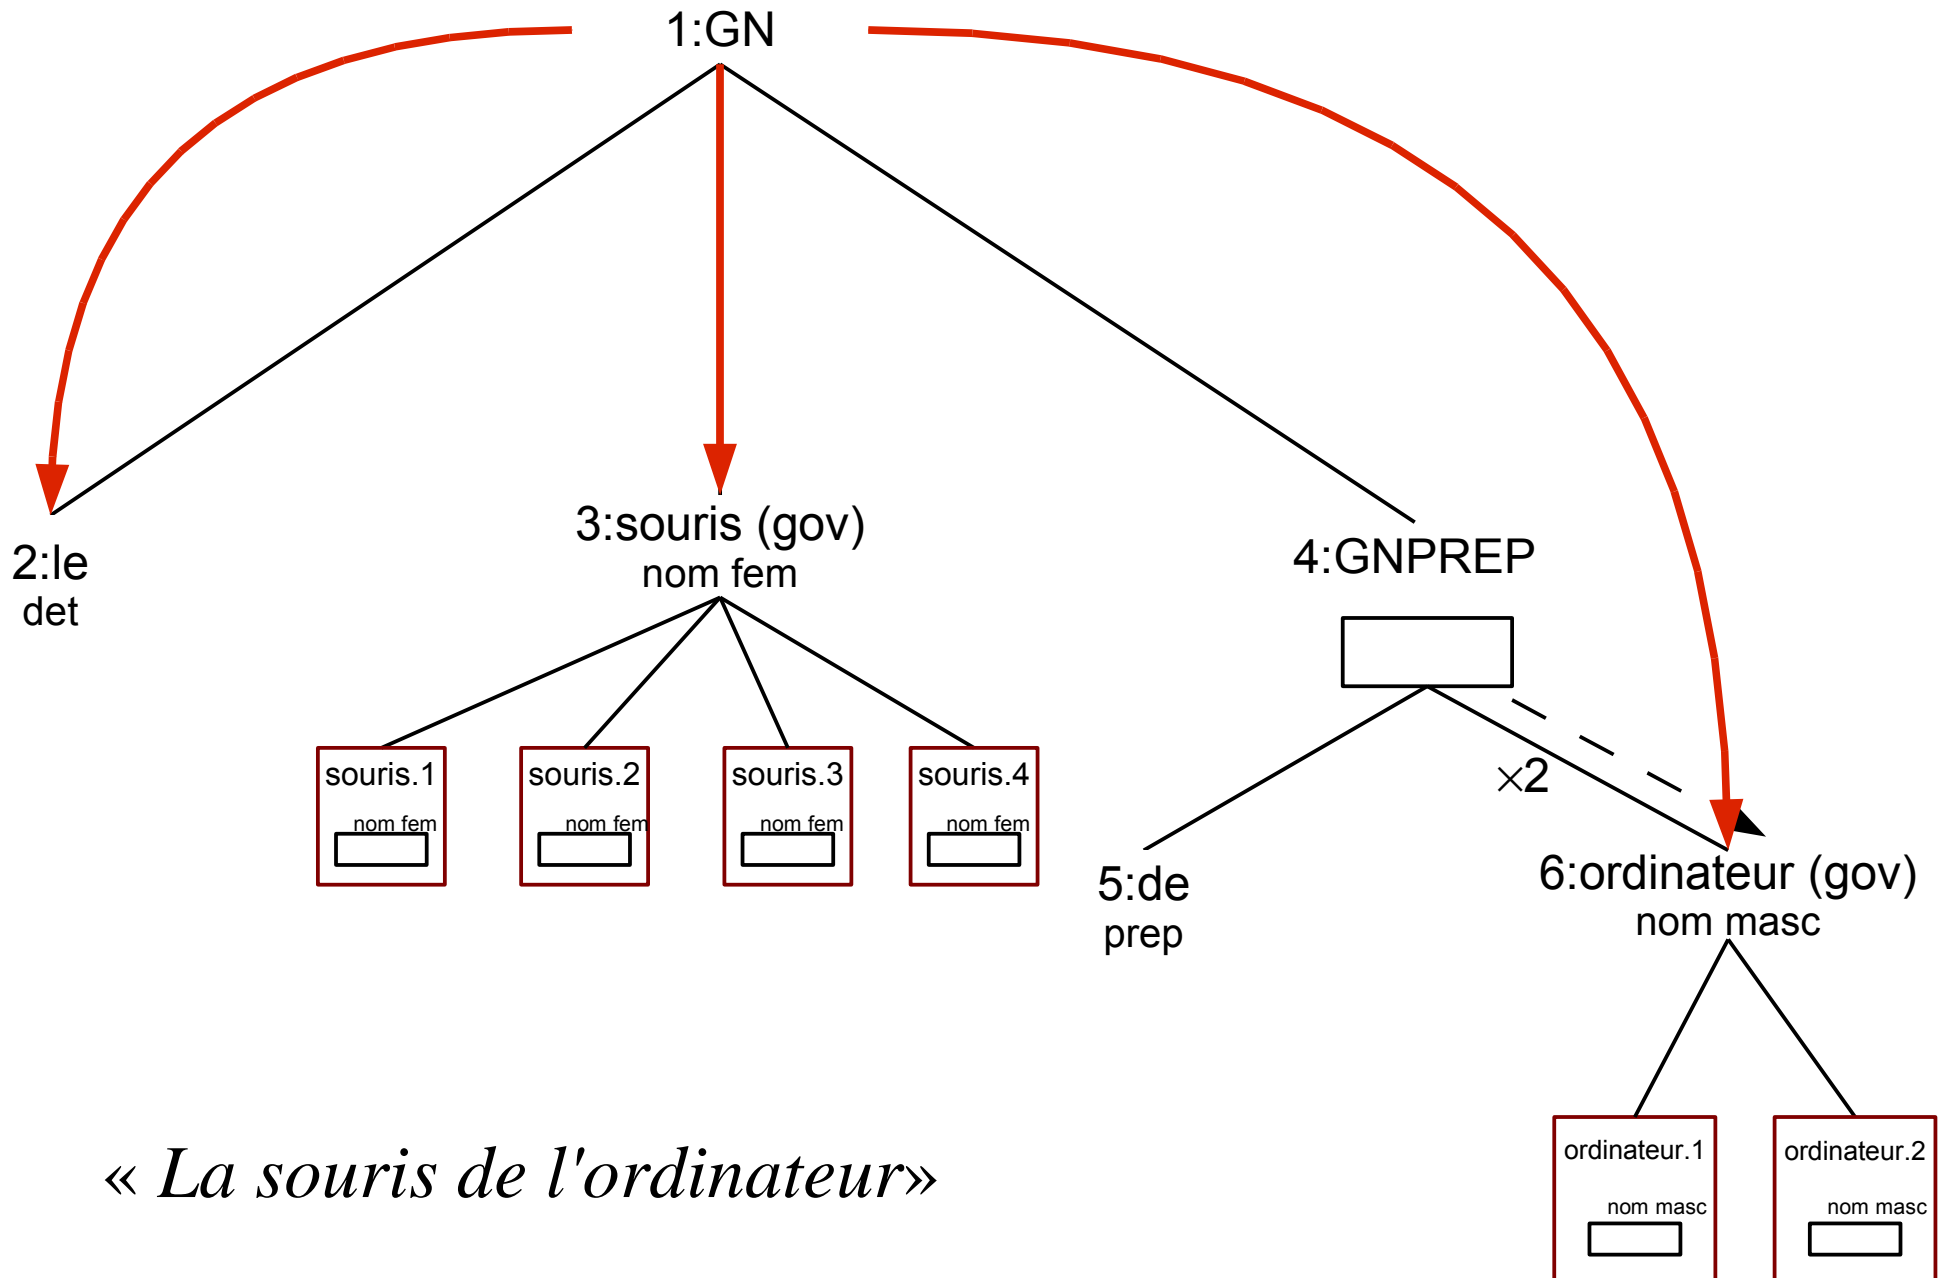 1:GN
3:souris (gov)
nom fem
2:le
det
4:GNPREP
souris.1
nom fem
souris.2
nom fem
souris.3
nom fem
souris.4
nom fem
×2
5:de
prep
6:ordinateur (gov)
nom masc
ordinateur.1
nom masc
ordinateur.2
nom masc
« La souris de l'ordinateur»